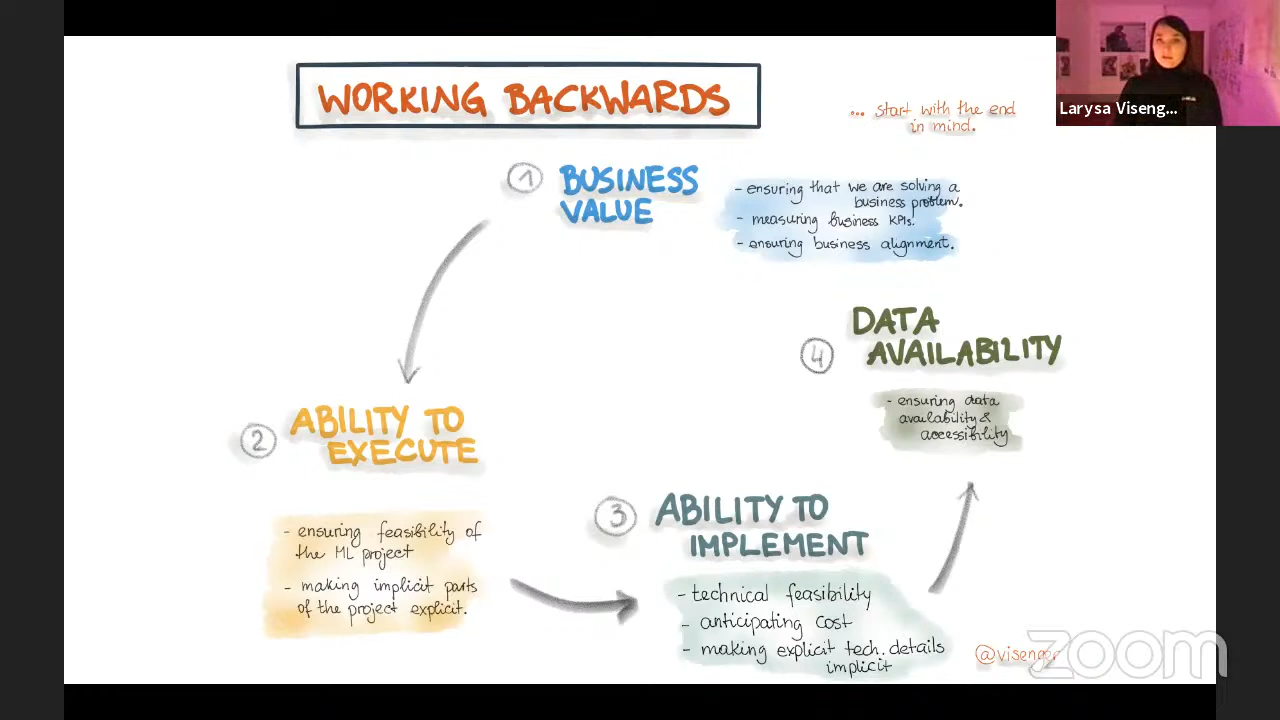 WORKING BACKWARDS
... start with the end
in mind.
Larysa Viseng...
1
BUSINESS
VALUE
- ensuring that we are solving a
business problem.
- measuring business KPIs.
- ensuring business alignment.
2
ABILITY TO
EXECUTE
- ensuring feasibility of
the ML project
- making implicit parts
of the project explicit.
3
ABILITY TO
IMPLEMENT
- technical feasibility
- anticipating cost
- making explicit tech. details
implicit
4
DATA
AVAILABILITY
- ensuring data
availability &
accessibility
@visenger
zoom